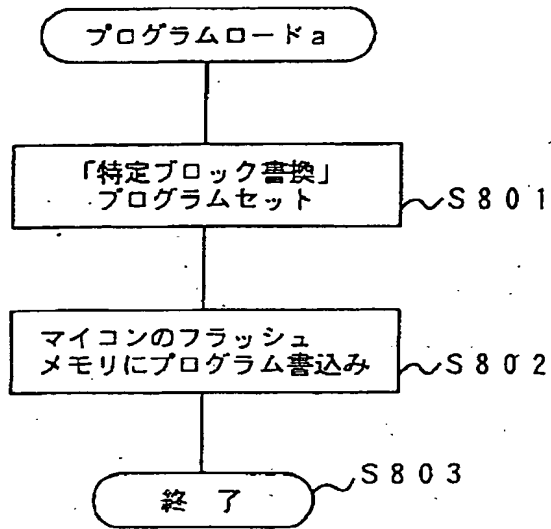 プログラムロードa
「特定ブロック書換」
プログラムセット
S801
マイコンのフラッシュ
メモリにプログラム書込み
S802
S803
終了